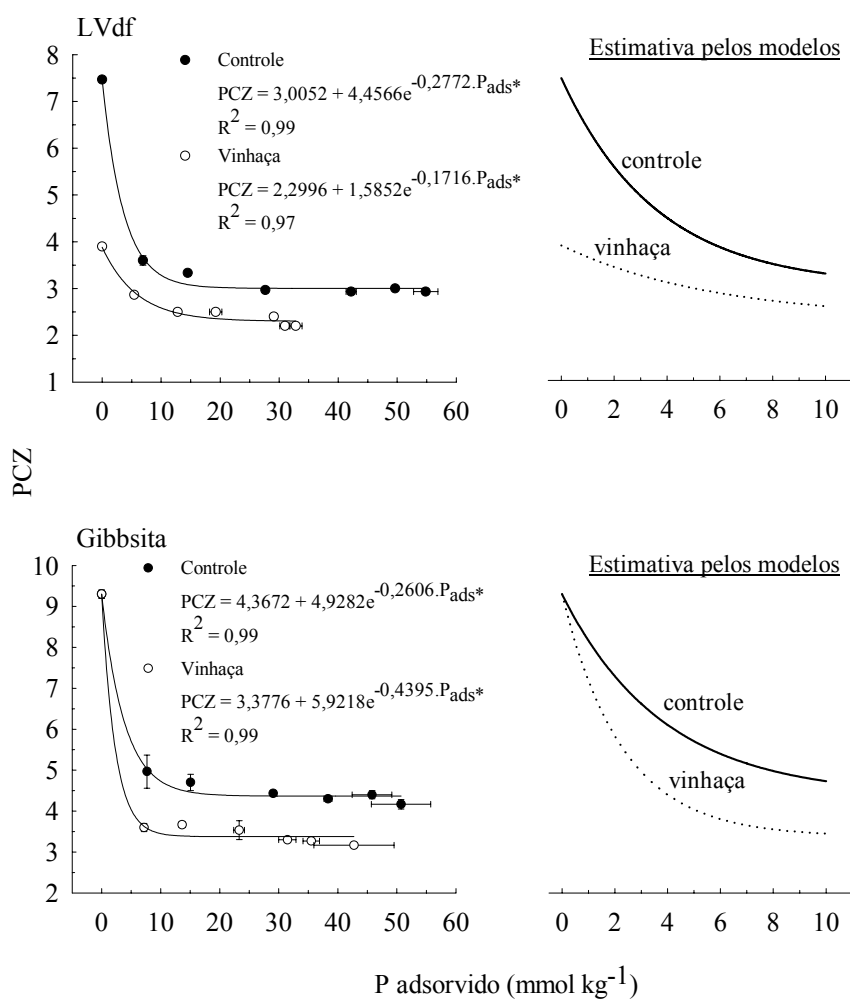 LVdf
8
7
6
5
4
3
2
1
Controle
PCZ = 3,0052 + 4,4566e^-0,2772.Pads*
R2 = 0,99
Vinhaça
PCZ = 2,2996 + 1,5852e^-0,1716.Pads*
R2 = 0,97
0 10 20 30 40 50 60
Estimativa pelos modelos
controle
vinhaça
0 2 4 6 8 10
PCZ
Gibbsita
10
9
8
7
6
5
4
3
2
Controle
PCZ = 4,3672 + 4,9282e^-0,2606.Pads*
R2 = 0,99
Vinhaça
PCZ = 3,3776 + 5,9218e^-0,4395.Pads*
R2 = 0,99
0 10 20 30 40 50 60
Estimativa pelos modelos
controle
vinhaça
0 2 4 6 8 10
P adsorvido (mmol kg-1)